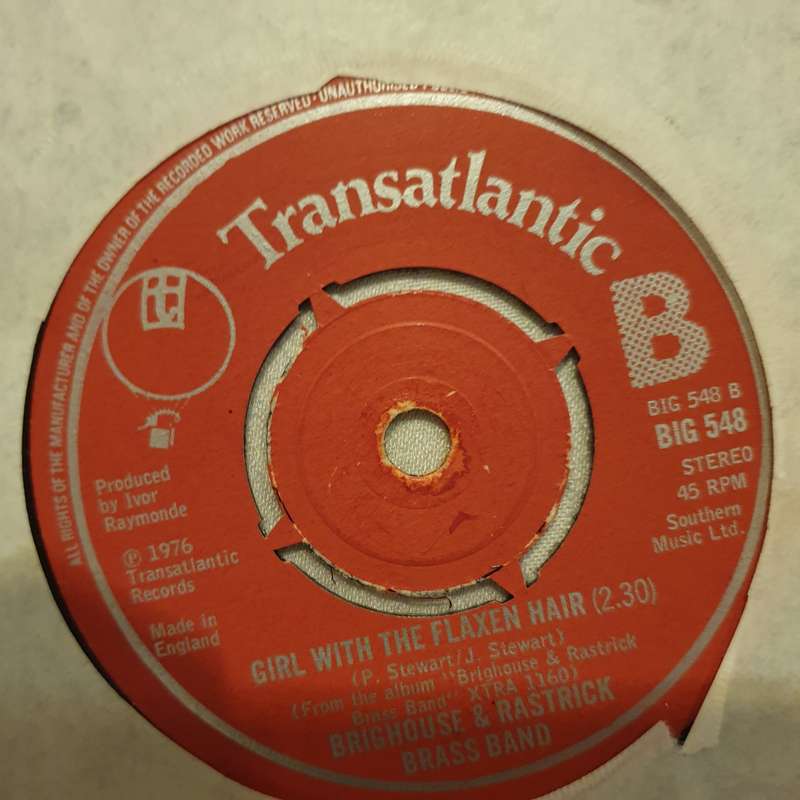 ALL RIGHTS OF THE MANUFACTURER AND OF THE OWNER OF THE RECORDED WORK RESERVED · UNAUTHORISED
Transatlantic
B
BIG 548 B
BIG 548
STEREO
45 RPM
Southern
Music Ltd.
Produced
by Ivor
Raymonde
℗ 1976
Transatlantic
Records
Made in
England
GIRL WITH THE FLAXEN HAIR (2.30)
(P. Stewart/J. Stewart)
(From the album "Brighouse & Rastrick
Brass Band" XTRA 1160)
BRIGHOUSE & RASTRICK
BRASS BAND